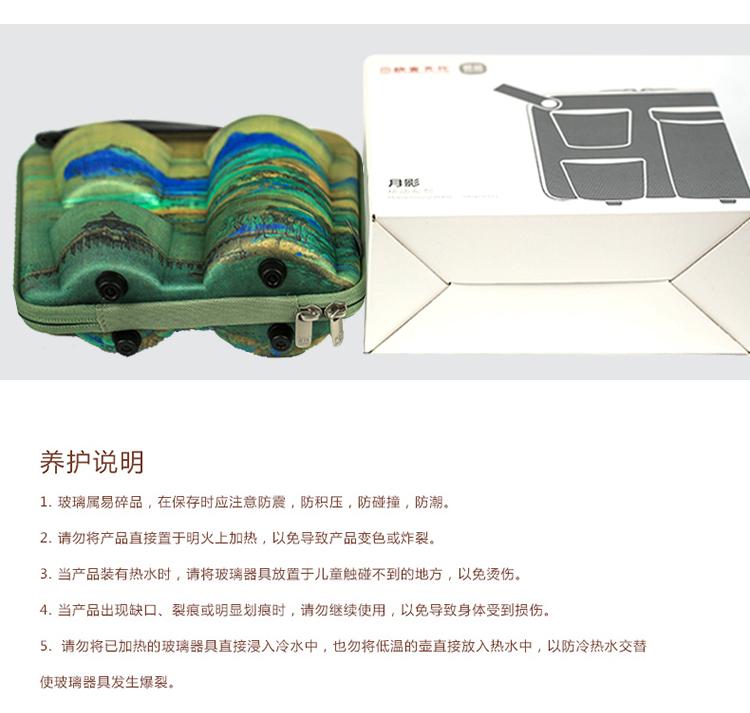 月影
养护说明
1. 玻璃属易碎品，在保存时应注意防震，防积压，防碰撞，防潮。
2. 请勿将产品直接置于明火上加热，以免导致产品变色或炸裂。
3. 当产品装有热水时，请将玻璃器具放置于儿童触碰不到的地方，以免烫伤。
4. 当产品出现缺口、裂痕或明显划痕时，请勿继续使用，以免导致身体受到损伤。
5. 请勿将已加热的玻璃器具直接浸入冷水中，也勿将低温的壶直接放入热水中，以防冷热水交替
使玻璃器具发生爆裂。